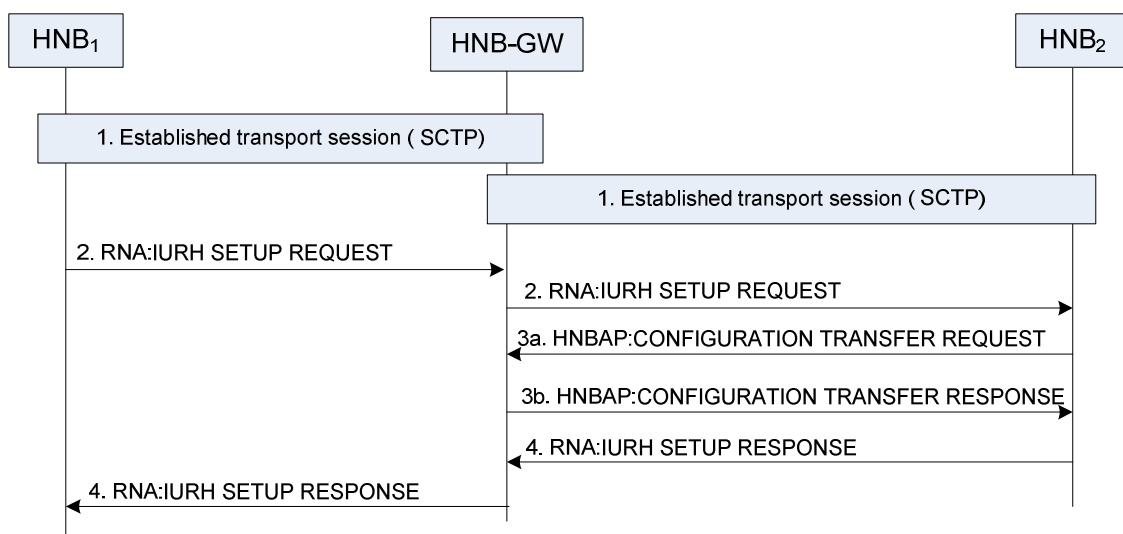 HNB₁
HNB-GW
HNB₂
1. Established transport session ( SCTP)
1. Established transport session ( SCTP)
2. RNA:IURH SETUP REQUEST
2. RNA:IURH SETUP REQUEST
3a. HNBAP:CONFIGURATION TRANSFER REQUEST
3b. HNBAP:CONFIGURATION TRANSFER RESPONSE
4. RNA:IURH SETUP RESPONSE
4. RNA:IURH SETUP RESPONSE